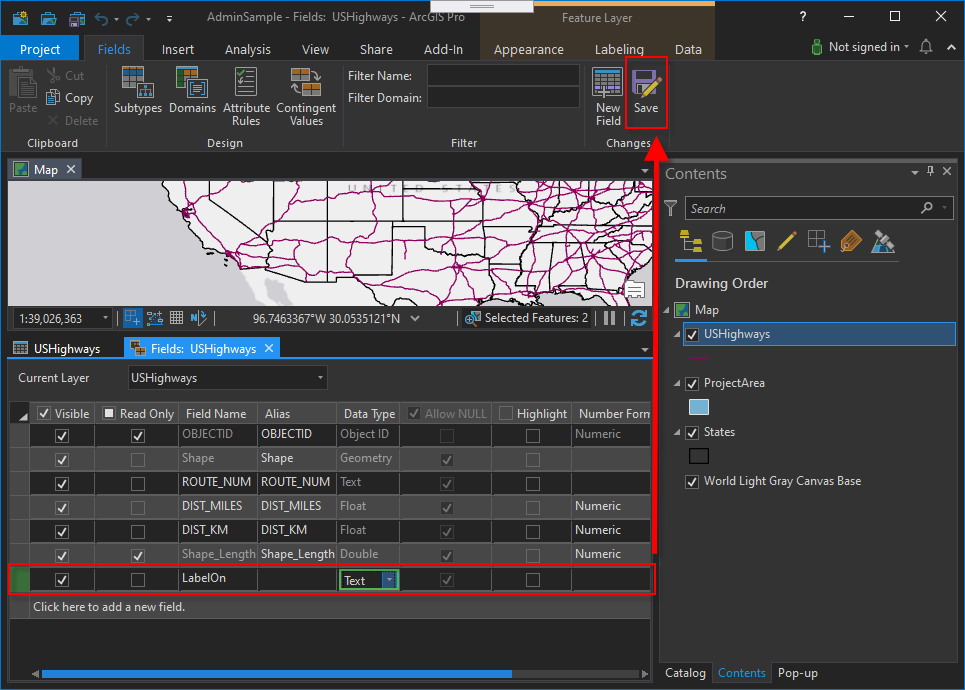 AdminSample - Fields: USHighways - ArcGIS Pro
Feature Layer
?
Project Fields Insert Analysis View Share Add-In Appearance Labeling Data
Not signed in
Paste
Cut
Copy
Delete
Clipboard
Subtypes
Domains
Attribute
Rules
Contingent
Values
Design
Filter Name:
Filter Domain:
Filter
New
Field
Save
Changes
Map
UNITED STATES
1:39,026,363
96.7463367°W 30.0535121°N
Selected Features: 2
USHighways
Fields: USHighways
Current Layer
USHighways
Visible Read Only Field Name Alias Data Type Allow NULL Highlight Number Form
OBJECTID OBJECTID Object ID Numeric
Shape Shape Geometry
ROUTE_NUM ROUTE_NUM Text
DIST_MILES DIST_MILES Float Numeric
DIST_KM DIST_KM Float Numeric
Shape_Length Shape_Length Double Numeric
LabelOn Text
Click here to add a new field.
Contents
Search
Drawing Order
Map
USHighways
ProjectArea
States
World Light Gray Canvas Base
Catalog Contents Pop-up